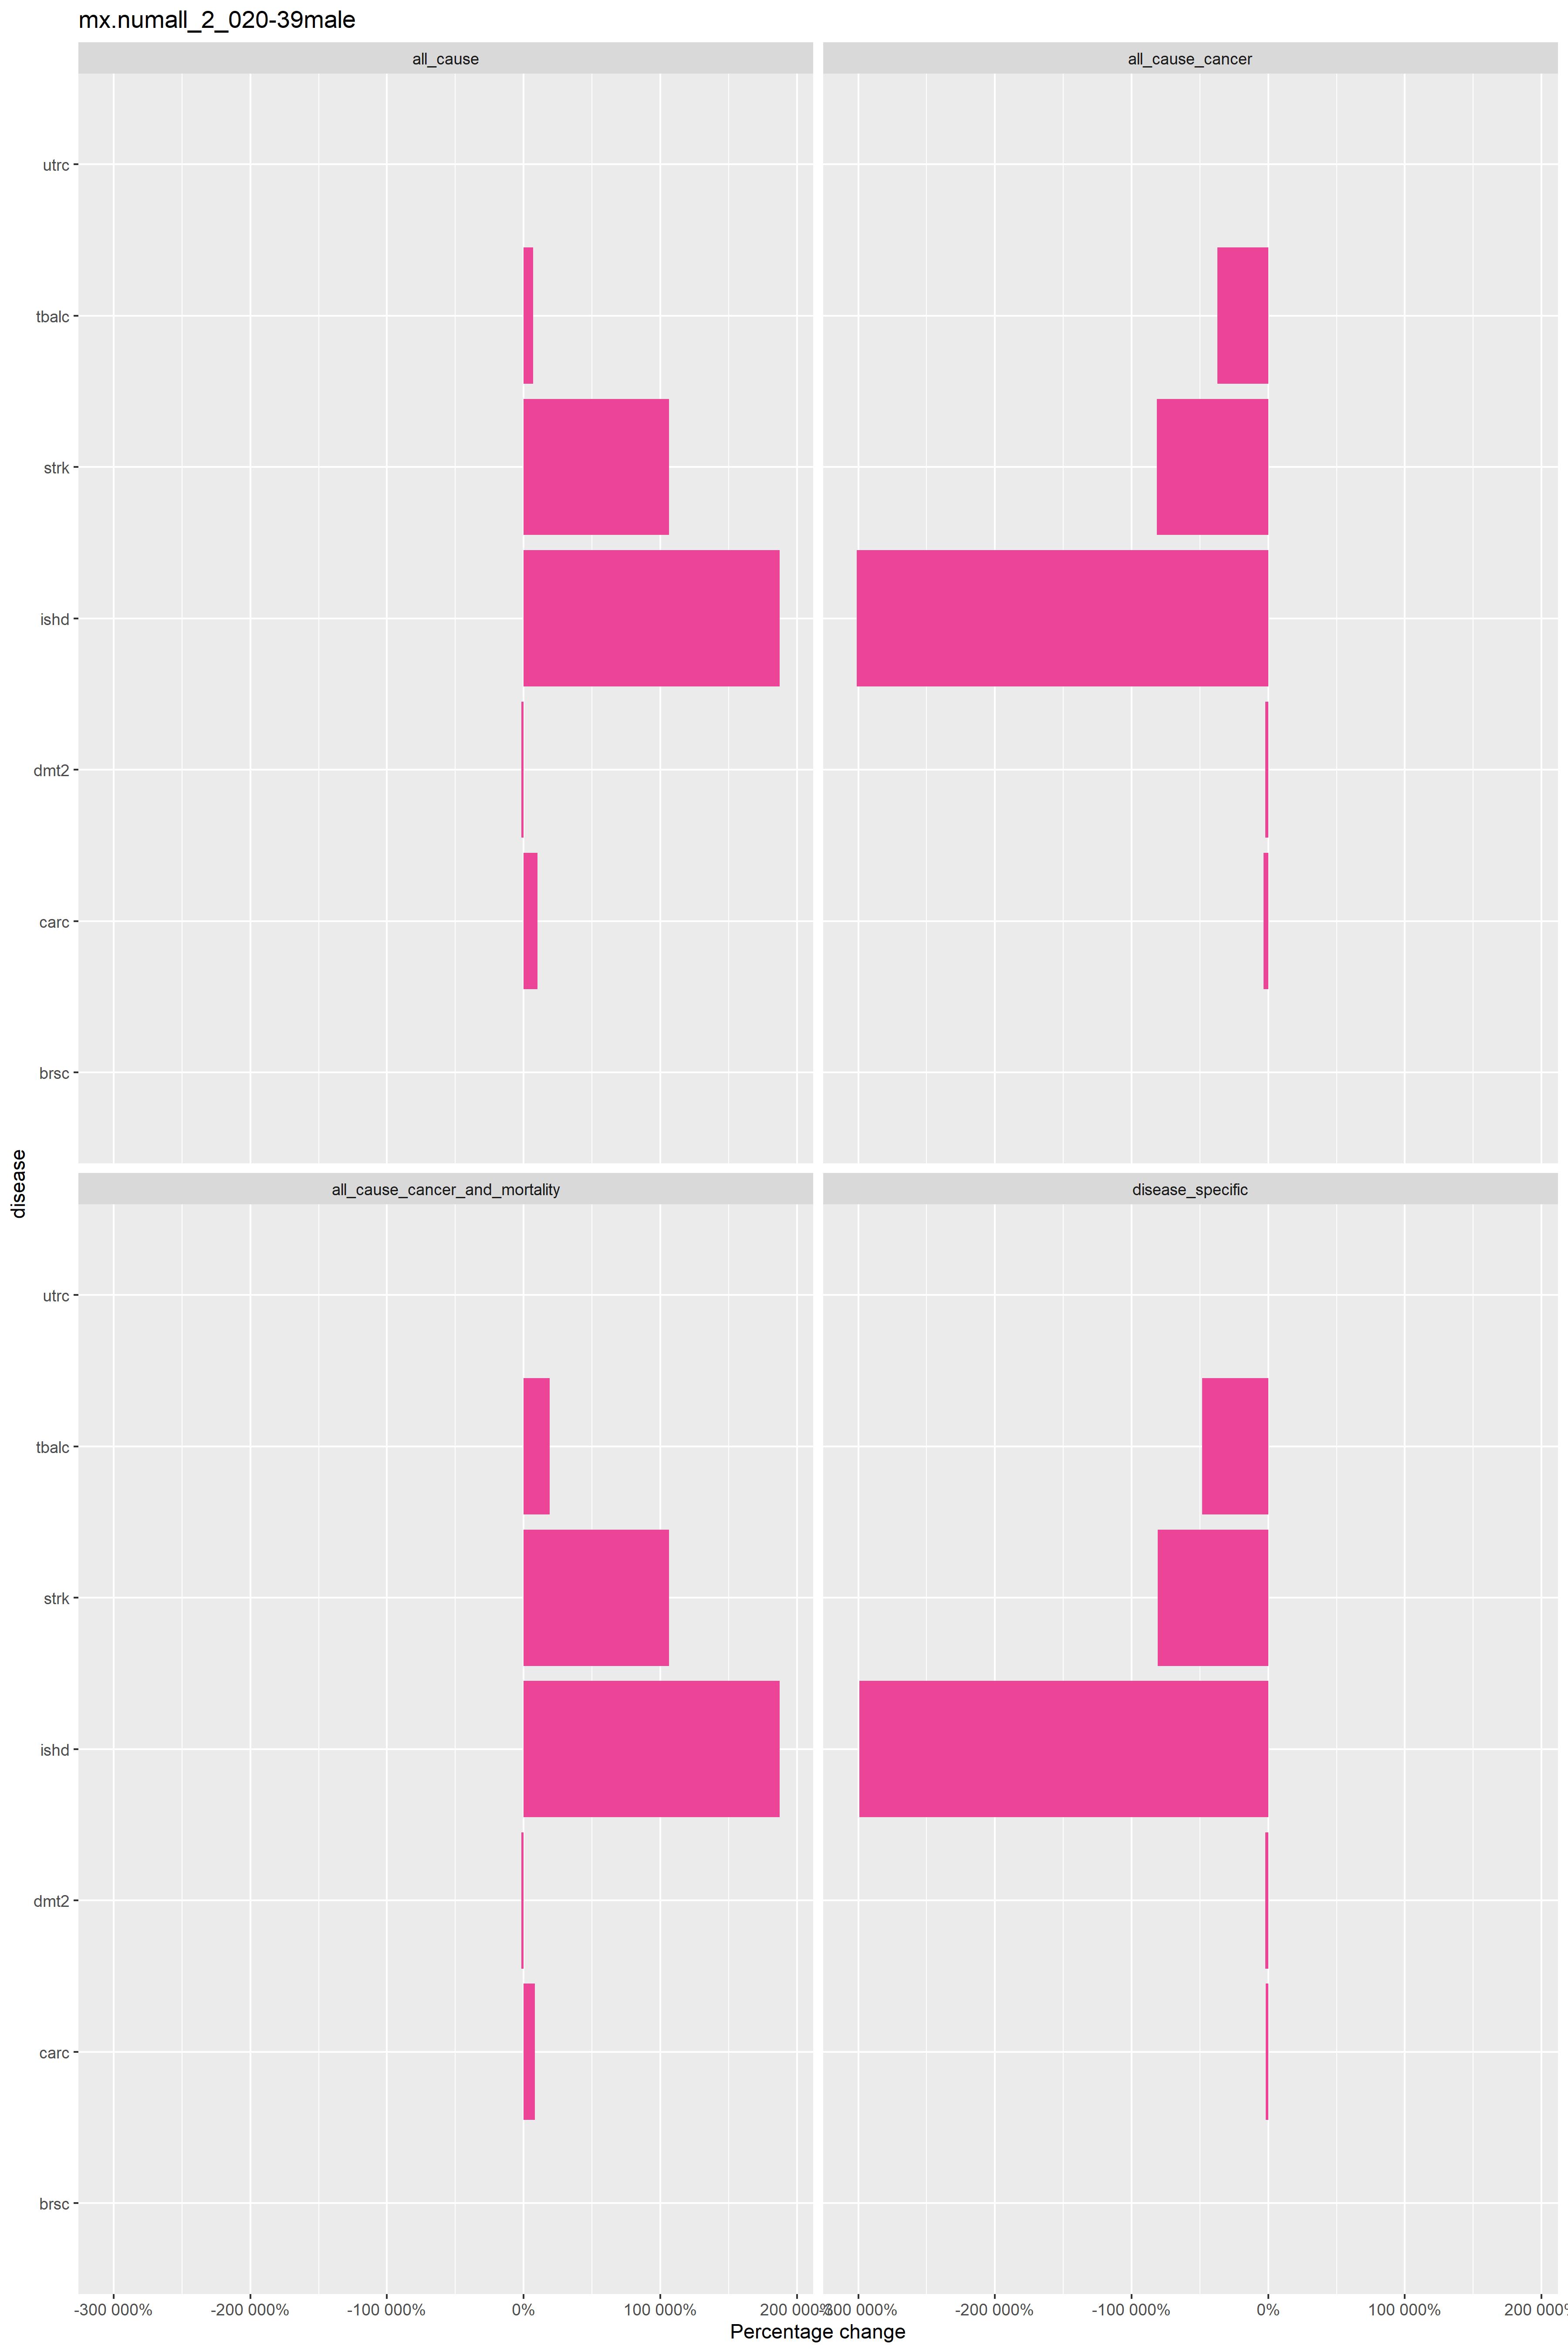 mx.numall_2_020-39male
all_cause
all_cause_cancer
utrc
tbalc
strk
ishd
dmt2
carc
brsc
disease
all_cause_cancer_and_mortality
disease_specific
utrc
tbalc
strk
ishd
dmt2
carc
brsc
-300 000% -200 000% -100 000% 0% 100 000% 200 000%
300 000% -200 000% -100 000% 0% 100 000% 200 000%
Percentage change